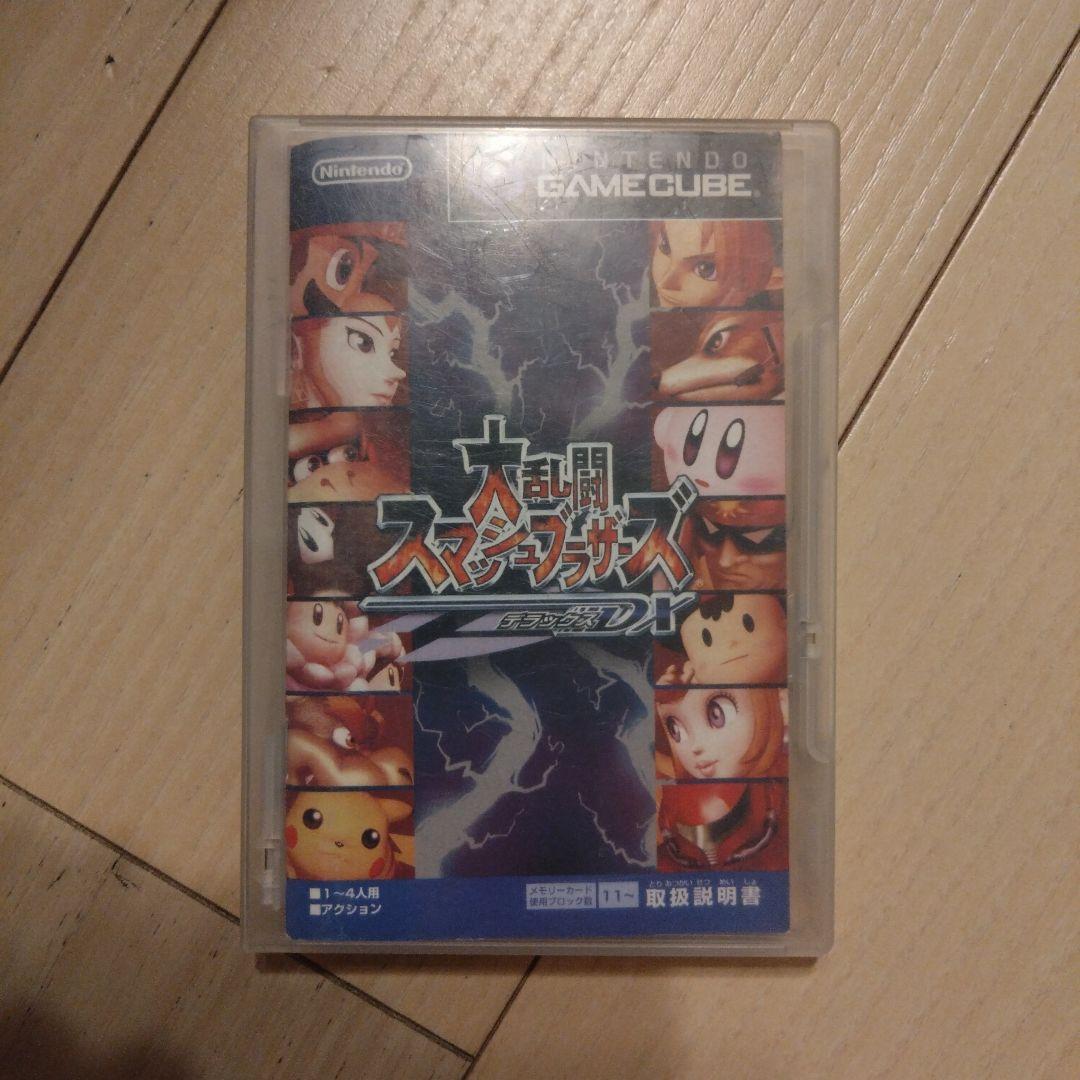 Nintendo
NINTENDO
GAMECUBE
大乱闘
スマッシュブラザーズ
デラックス DX
■1〜4人用
■アクション
メモリーカード
使用ブロック数
11〜
とり あつかい せつ めい しょ
取扱説明書